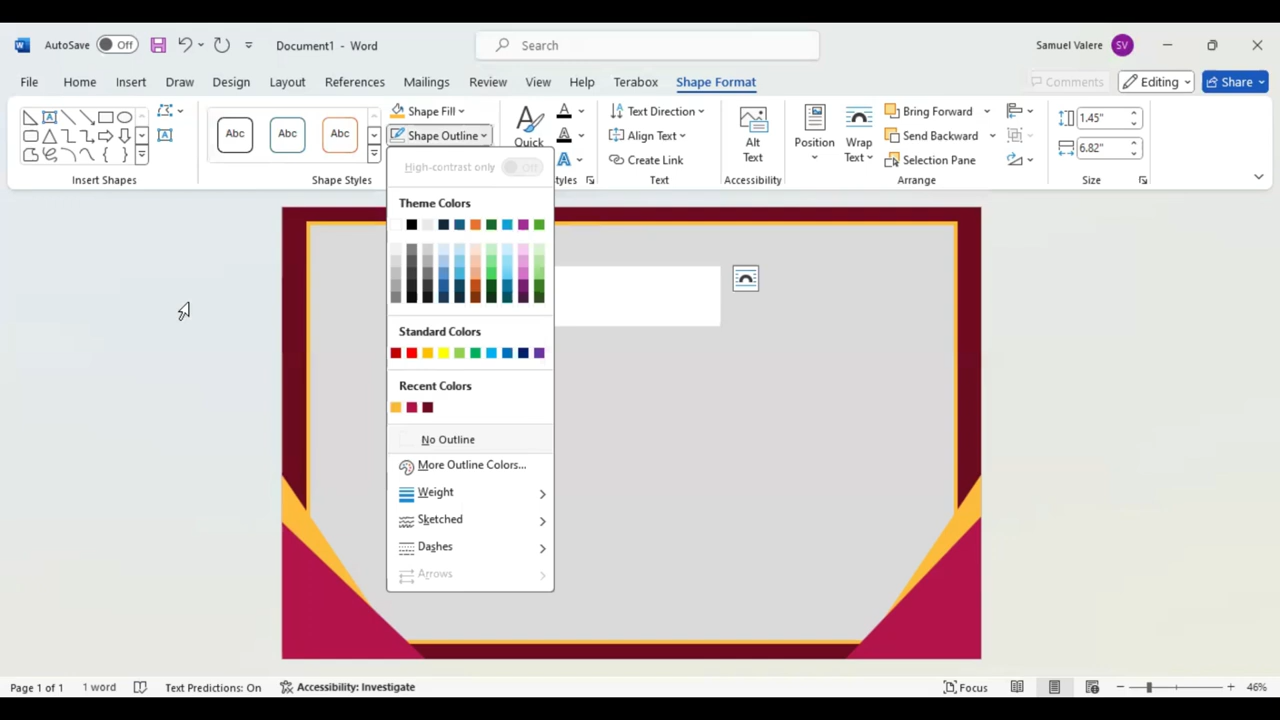 AutoSave Off Document1 - Word Search Samuel Valere SV
File Home Insert Draw Design Layout References Mailings Review View Help Terabox Shape Format Comments Editing Share
Abc Abc Abc
Shape Fill
Shape Outline
Quick
Text Direction
Align Text
Create Link
Alt Text
Position
Wrap Text
Bring Forward
Send Backward
Selection Pane
1.45"
6.82"
Insert Shapes Shape Styles Text Accessibility Arrange Size
High-contrast only Off
Theme Colors
Standard Colors
Recent Colors
No Outline
More Outline Colors...
Weight
Sketched
Dashes
Arrows
Page 1 of 1 1 word Text Predictions: On Accessibility: Investigate Focus 46%